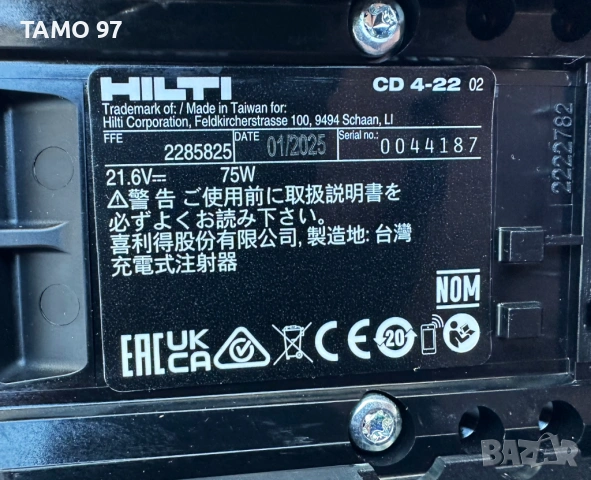 TAMO 97
HILTI CD 4-22 02
Trademark of: / Made in Taiwan for:
Hilti Corporation, Feldkircherstrasse 100, 9494 Schaan, LI
FFE 2285825 DATE 01/2025 Serial no.: 0044187
21.6V⎓ 75W
⚠警告 ご使用前に取扱説明書を
必ずよくお読み下さい。
喜利得股份有限公司, 製造地: 台灣
充電式注射器
NOM
EAC UK CA CE 20
2222782
BAZAR